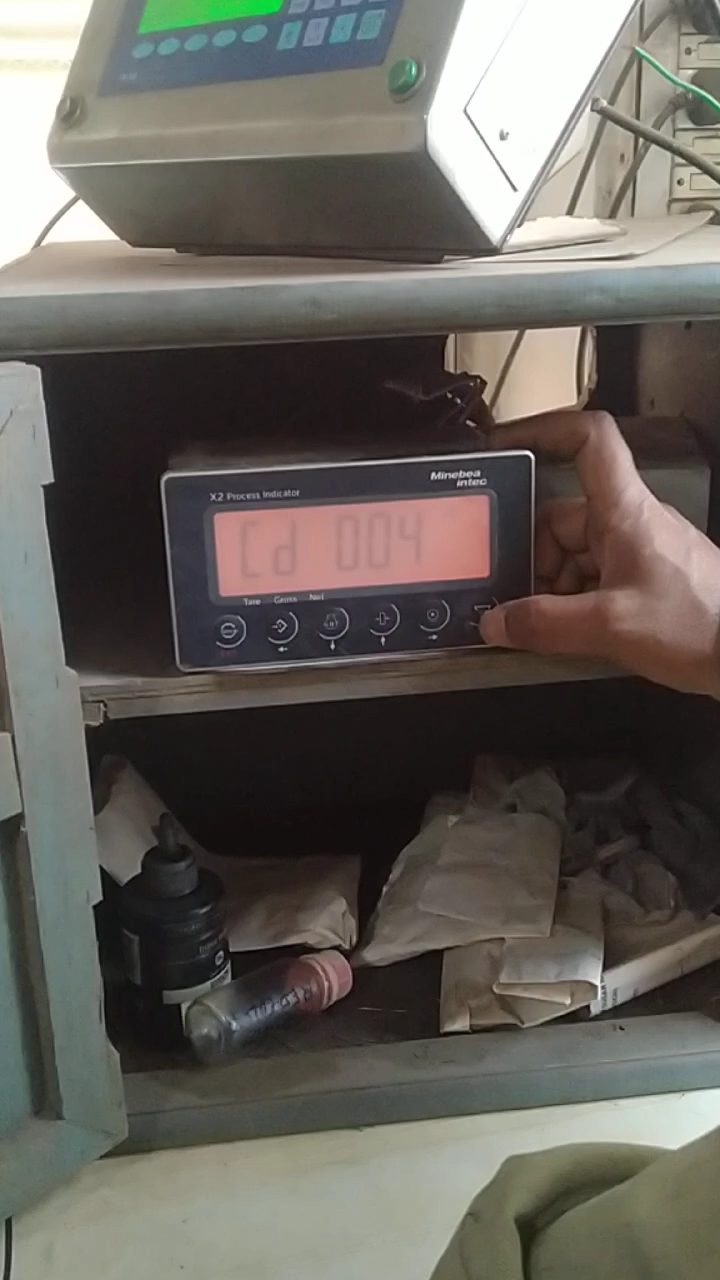 Minebea
intec
X2 Process Indicator
Cd 004
Tare Gross Net